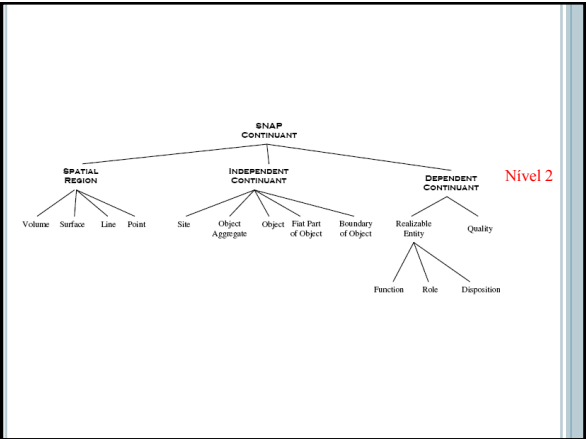 SNAP
CONTINUANT
SPATIAL
REGION
INDEPENDENT
CONTINUANT
DEPENDENT
CONTINUANT
Nível 2
Volume
Surface
Line
Point
Site
Object
Aggregate
Object
Fiat Part
of Object
Boundary
of Object
Realizable
Entity
Quality
Function
Role
Disposition